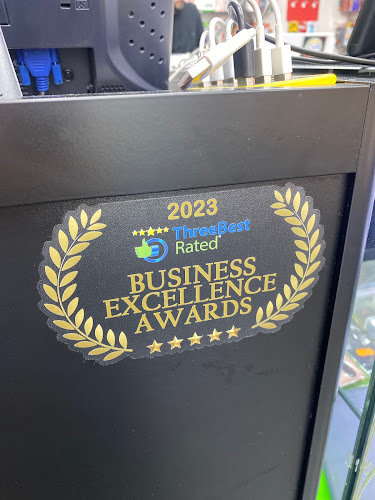 2023
ThreeBest
Rated
BUSINESS
EXCELLENCE
AWARDS